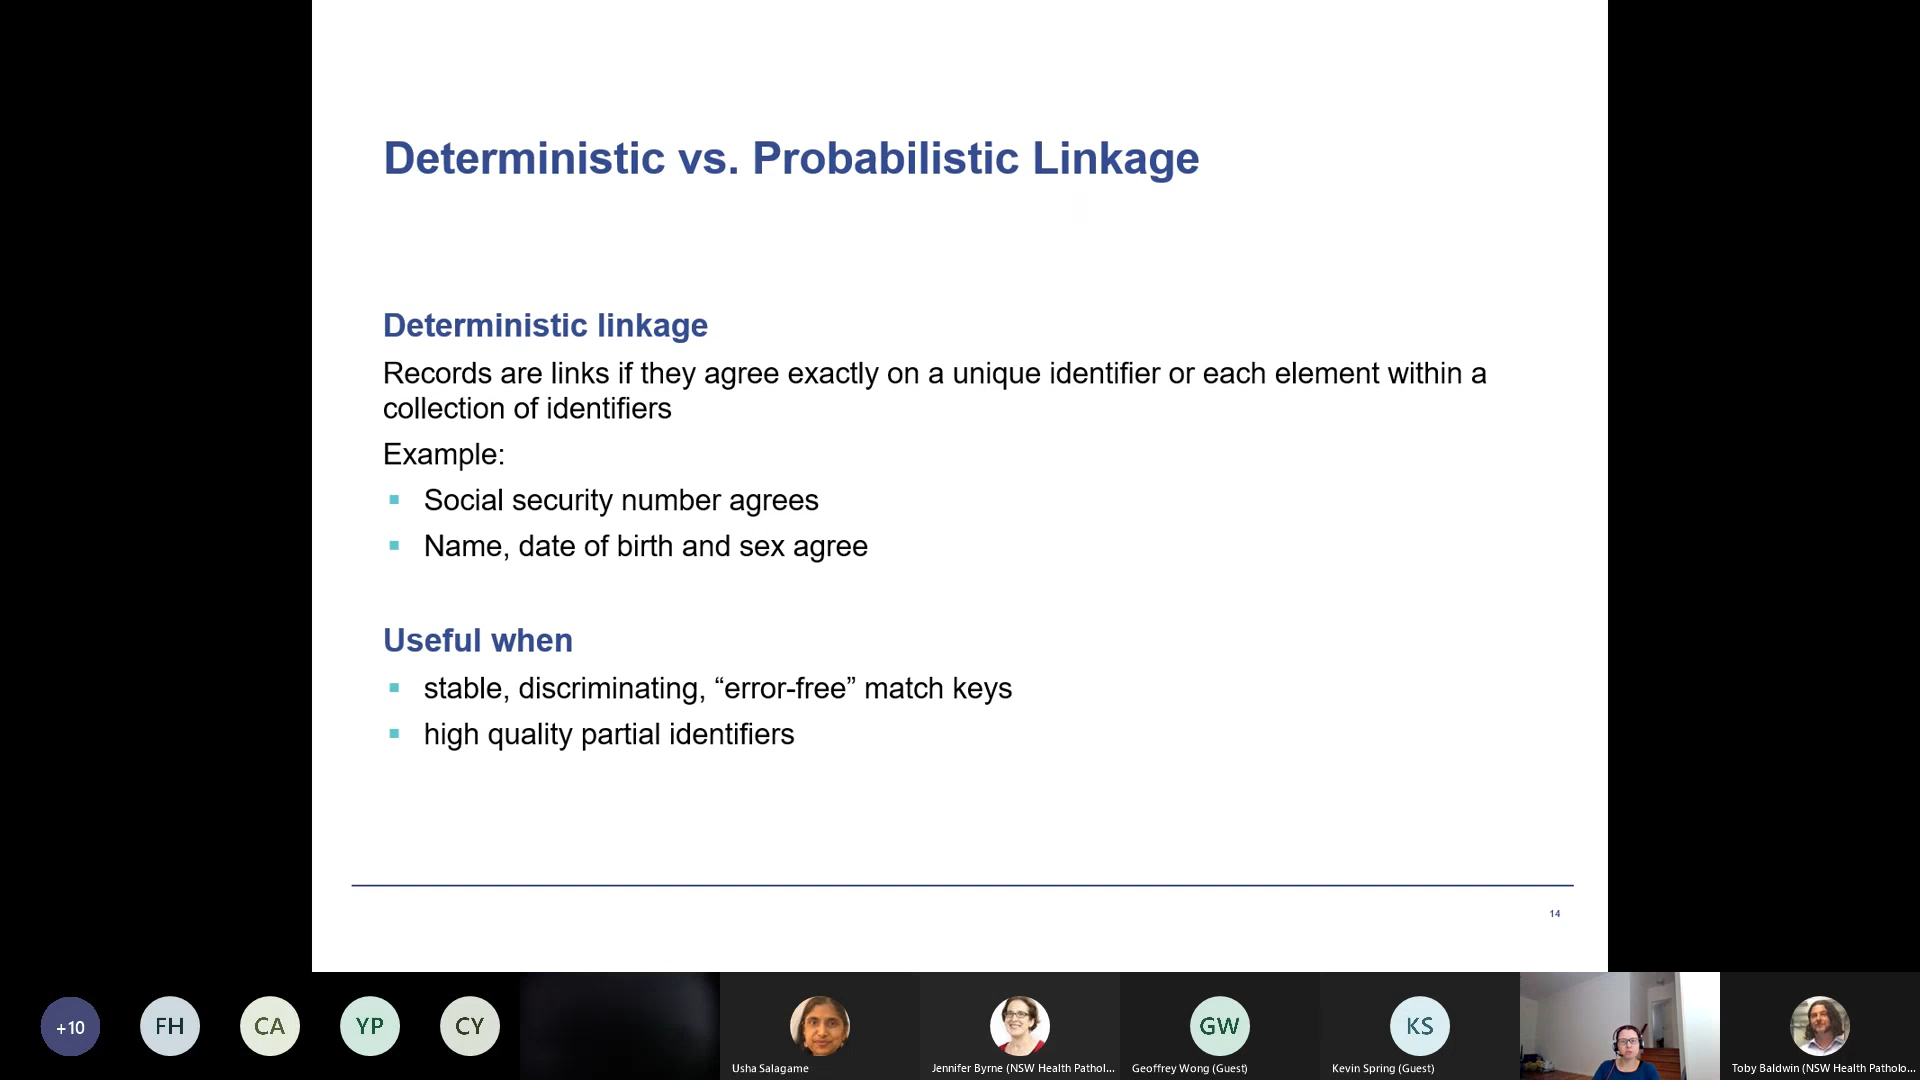 Deterministic vs. Probabilistic Linkage
Deterministic linkage
Records are links if they agree exactly on a unique identifier or each element within a
collection of identifiers
Example:
Social security number agrees
Name, date of birth and sex agree
Useful when
stable, discriminating, “error-free” match keys
high quality partial identifiers
14
+10
FH
CA
YP
CY
GW
KS
Usha Salagame
Jennifer Byrne (NSW Health Pathol...
Geoffrey Wong (Guest)
Kevin Spring (Guest)
Toby Baldwin (NSW Health Patholo...